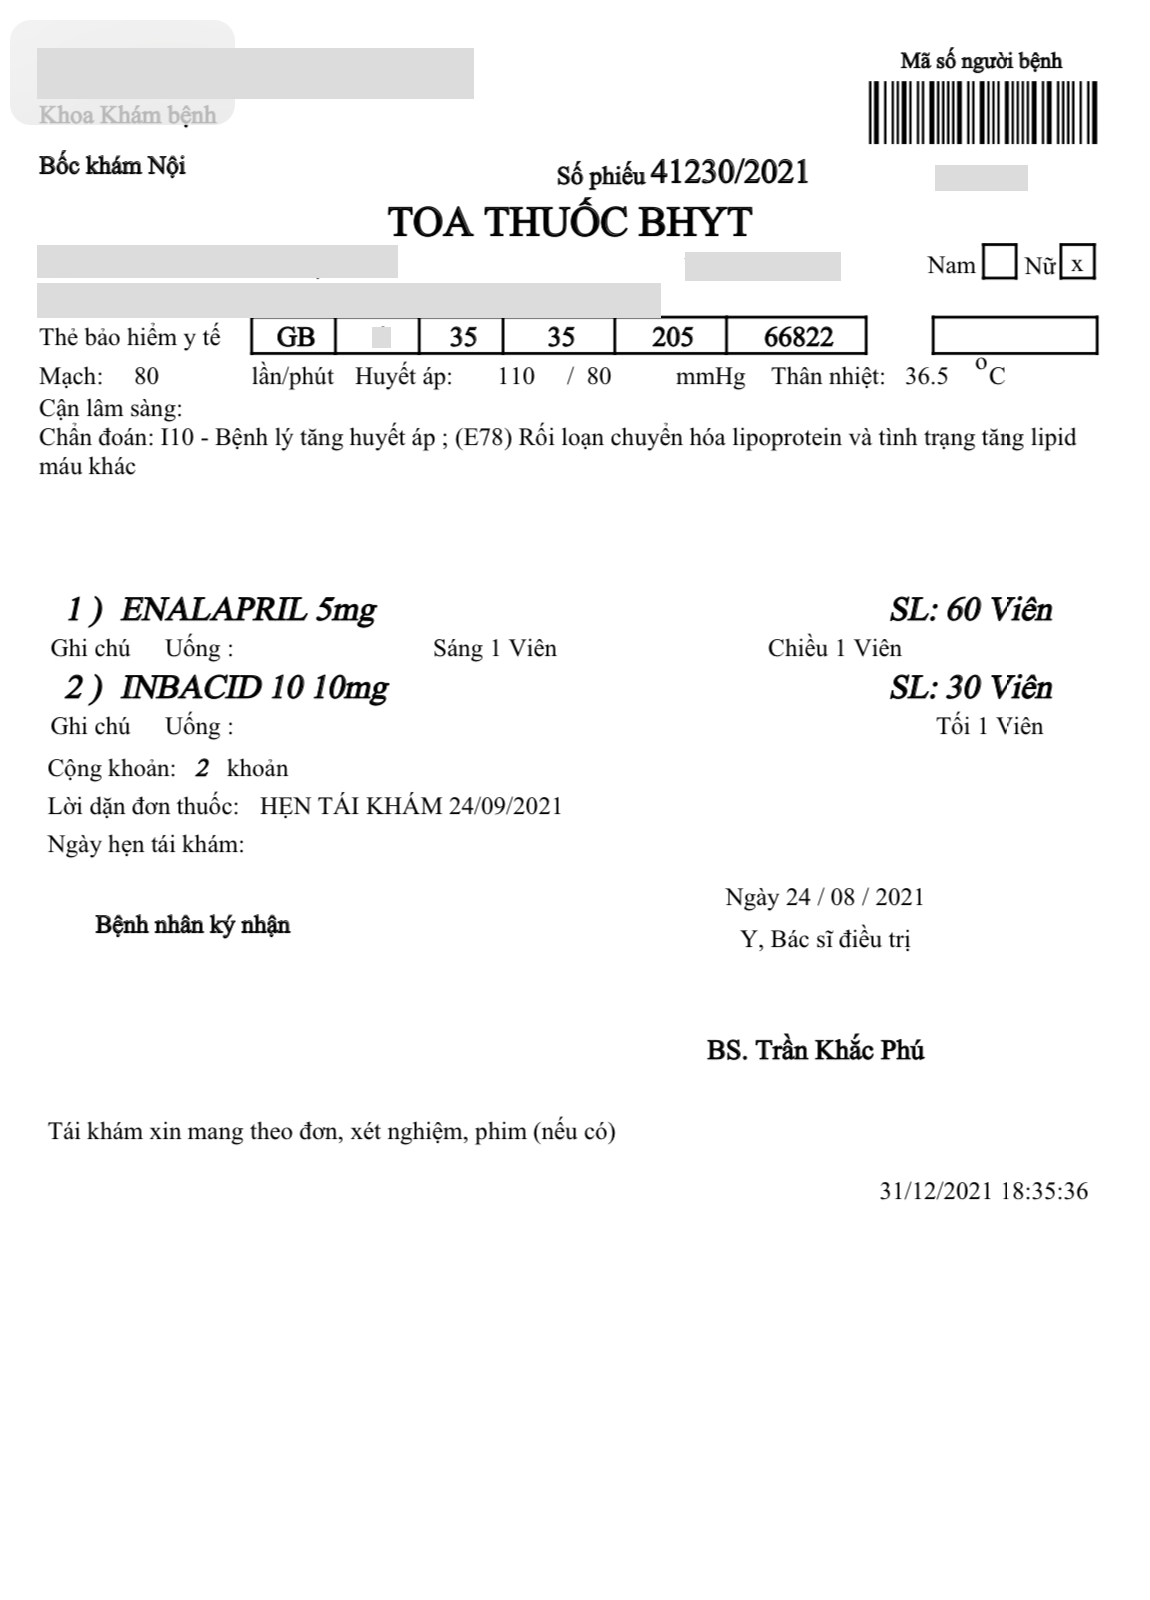 Mã số người bệnh
Khoa Khám bệnh
Bốc khám Nội
Số phiếu 41230/2021
TOA THUỐC BHYT
Nam Nữ x
Thẻ bảo hiểm y tế GB 35 35 205 66822
Mạch: 80 lần/phút Huyết áp: 110 / 80 mmHg Thân nhiệt: 36.5 °C
Cận lâm sàng:
Chẩn đoán: I10 - Bệnh lý tăng huyết áp ; (E78) Rối loạn chuyển hóa lipoprotein và tình trạng tăng lipid
máu khác
1 ) ENALAPRIL 5mg SL: 60 Viên
Ghi chú Uống : Sáng 1 Viên Chiều 1 Viên
2 ) INBACID 10 10mg SL: 30 Viên
Ghi chú Uống : Tối 1 Viên
Cộng khoản: 2 khoản
Lời dặn đơn thuốc: HẸN TÁI KHÁM 24/09/2021
Ngày hẹn tái khám:
Ngày 24 / 08 / 2021
Bệnh nhân ký nhận
Y, Bác sĩ điều trị
BS. Trần Khắc Phú
Tái khám xin mang theo đơn, xét nghiệm, phim (nếu có)
31/12/2021 18:35:36